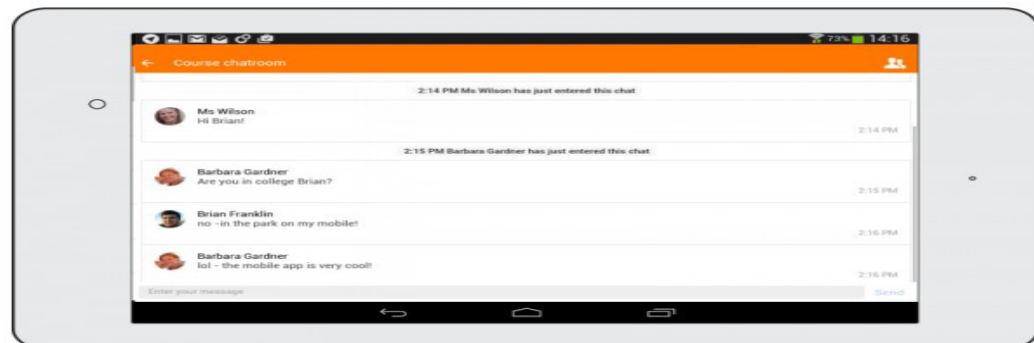 73% 14:16
Course chatroom
2:14 PM Ms Wilson has just entered this chat
Ms Wilson
Hi Brian!
2:14 PM
2:15 PM Barbara Gardner has just entered this chat
Barbara Gardner
Are you in college Brian?
2:15 PM
Brian Franklin
no -in the park on my mobile!
2:16 PM
Barbara Gardner
lol - the mobile app is very cool!
2:16 PM
Enter your message
Send